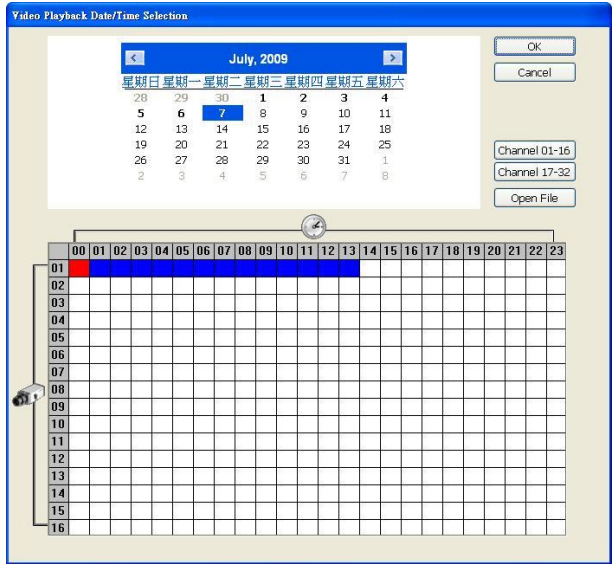 Video Playback Date/Time Selection
July, 2009
星期日 星期一 星期二 星期三 星期四 星期五 星期六
28 29 30 1 2 3 4
5 6 7 8 9 10 11
12 13 14 15 16 17 18
19 20 21 22 23 24 25
26 27 28 29 30 31 1
2 3 4 5 6 7 8
OK
Cancel
Channel 01-16
Channel 17-32
Open File
00 01 02 03 04 05 06 07 08 09 10 11 12 13 14 15 16 17 18 19 20 21 22 23
01
02
03
04
05
06
07
08
09
10
11
12
13
14
15
16